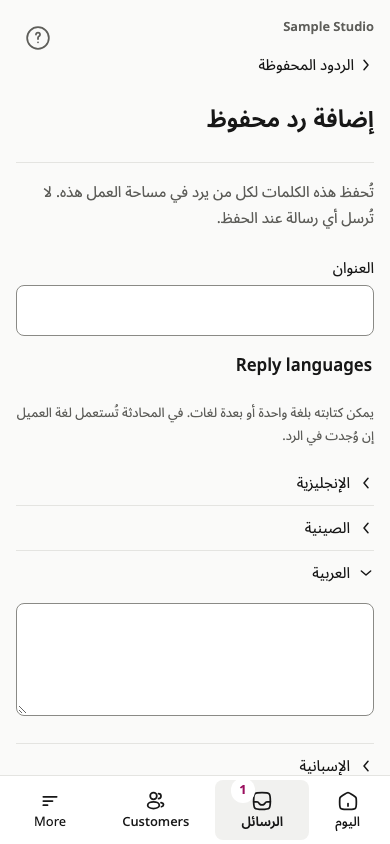 Sample Studio
الردود المحفوظة
إضافة رد محفوظ
تُحفظ هذه الكلمات لكل من يرد في مساحة العمل هذه. لا
تُرسل أي رسالة عند الحفظ.
العنوان
Reply languages
يمكن كتابته بلغة واحدة أو بعدة لغات. في المحادثة تُستعمل لغة العميل
إن وُجدت في الرد.
الإنجليزية
الصينية
العربية
الإسبانية
اليوم
1
الرسائل
Customers
More